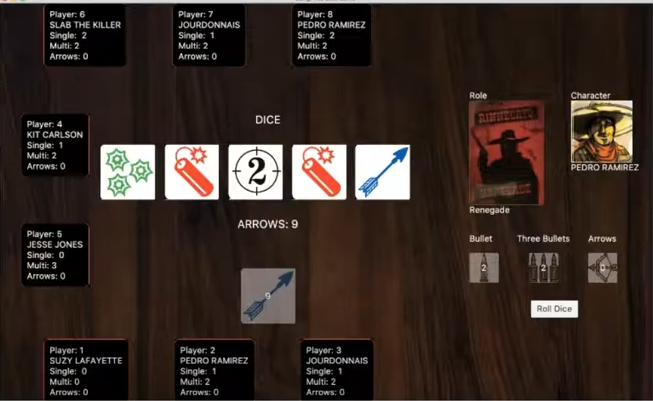 Player: 6
SLAB THE KILLER
Single: 2
Multi: 2
Arrows: 0
Player: 7
JOURDONNAIS
Single: 1
Multi: 2
Arrows: 0
Player: 8
PEDRO RAMIREZ
Single: 2
Multi: 2
Arrows: 0
Player: 4
KIT CARLSON
Single: 1
Multi: 2
Arrows: 0
DICE
2
Role
Character
RENEGADE
PEDRO RAMIREZ
Renegade
Player: 5
JESSE JONES
Single: 0
Multi: 3
Arrows: 0
ARROWS: 9
9
Bullet
Three Bullets
Arrows
2
2
0
Roll Dice
Player: 1
SUZY LAFAYETTE
Single: 0
Multi: 0
Arrows: 0
Player: 2
PEDRO RAMIREZ
Single: 1
Multi: 2
Arrows: 0
Player: 3
JOURDONNAIS
Single: 1
Multi: 2
Arrows: 0